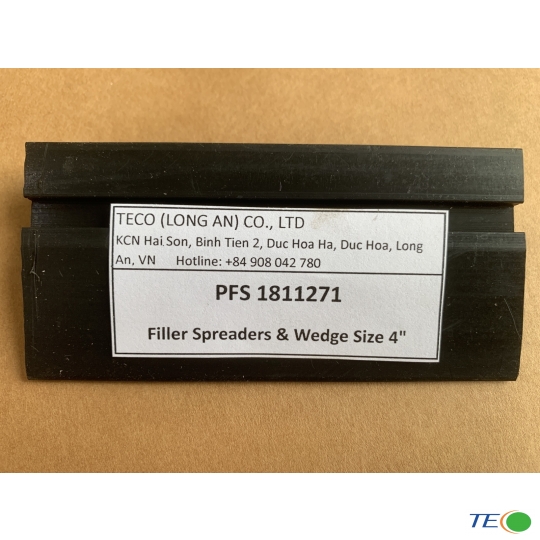 TECO (LONG AN) CO., LTD
KCN Hai Son, Binh Tien 2, Duc Hoa Ha, Duc Hoa, Long
An, VN Hotline: +84 908 042 780
PFS 1811271
Filler Spreaders & Wedge Size 4"
TECO